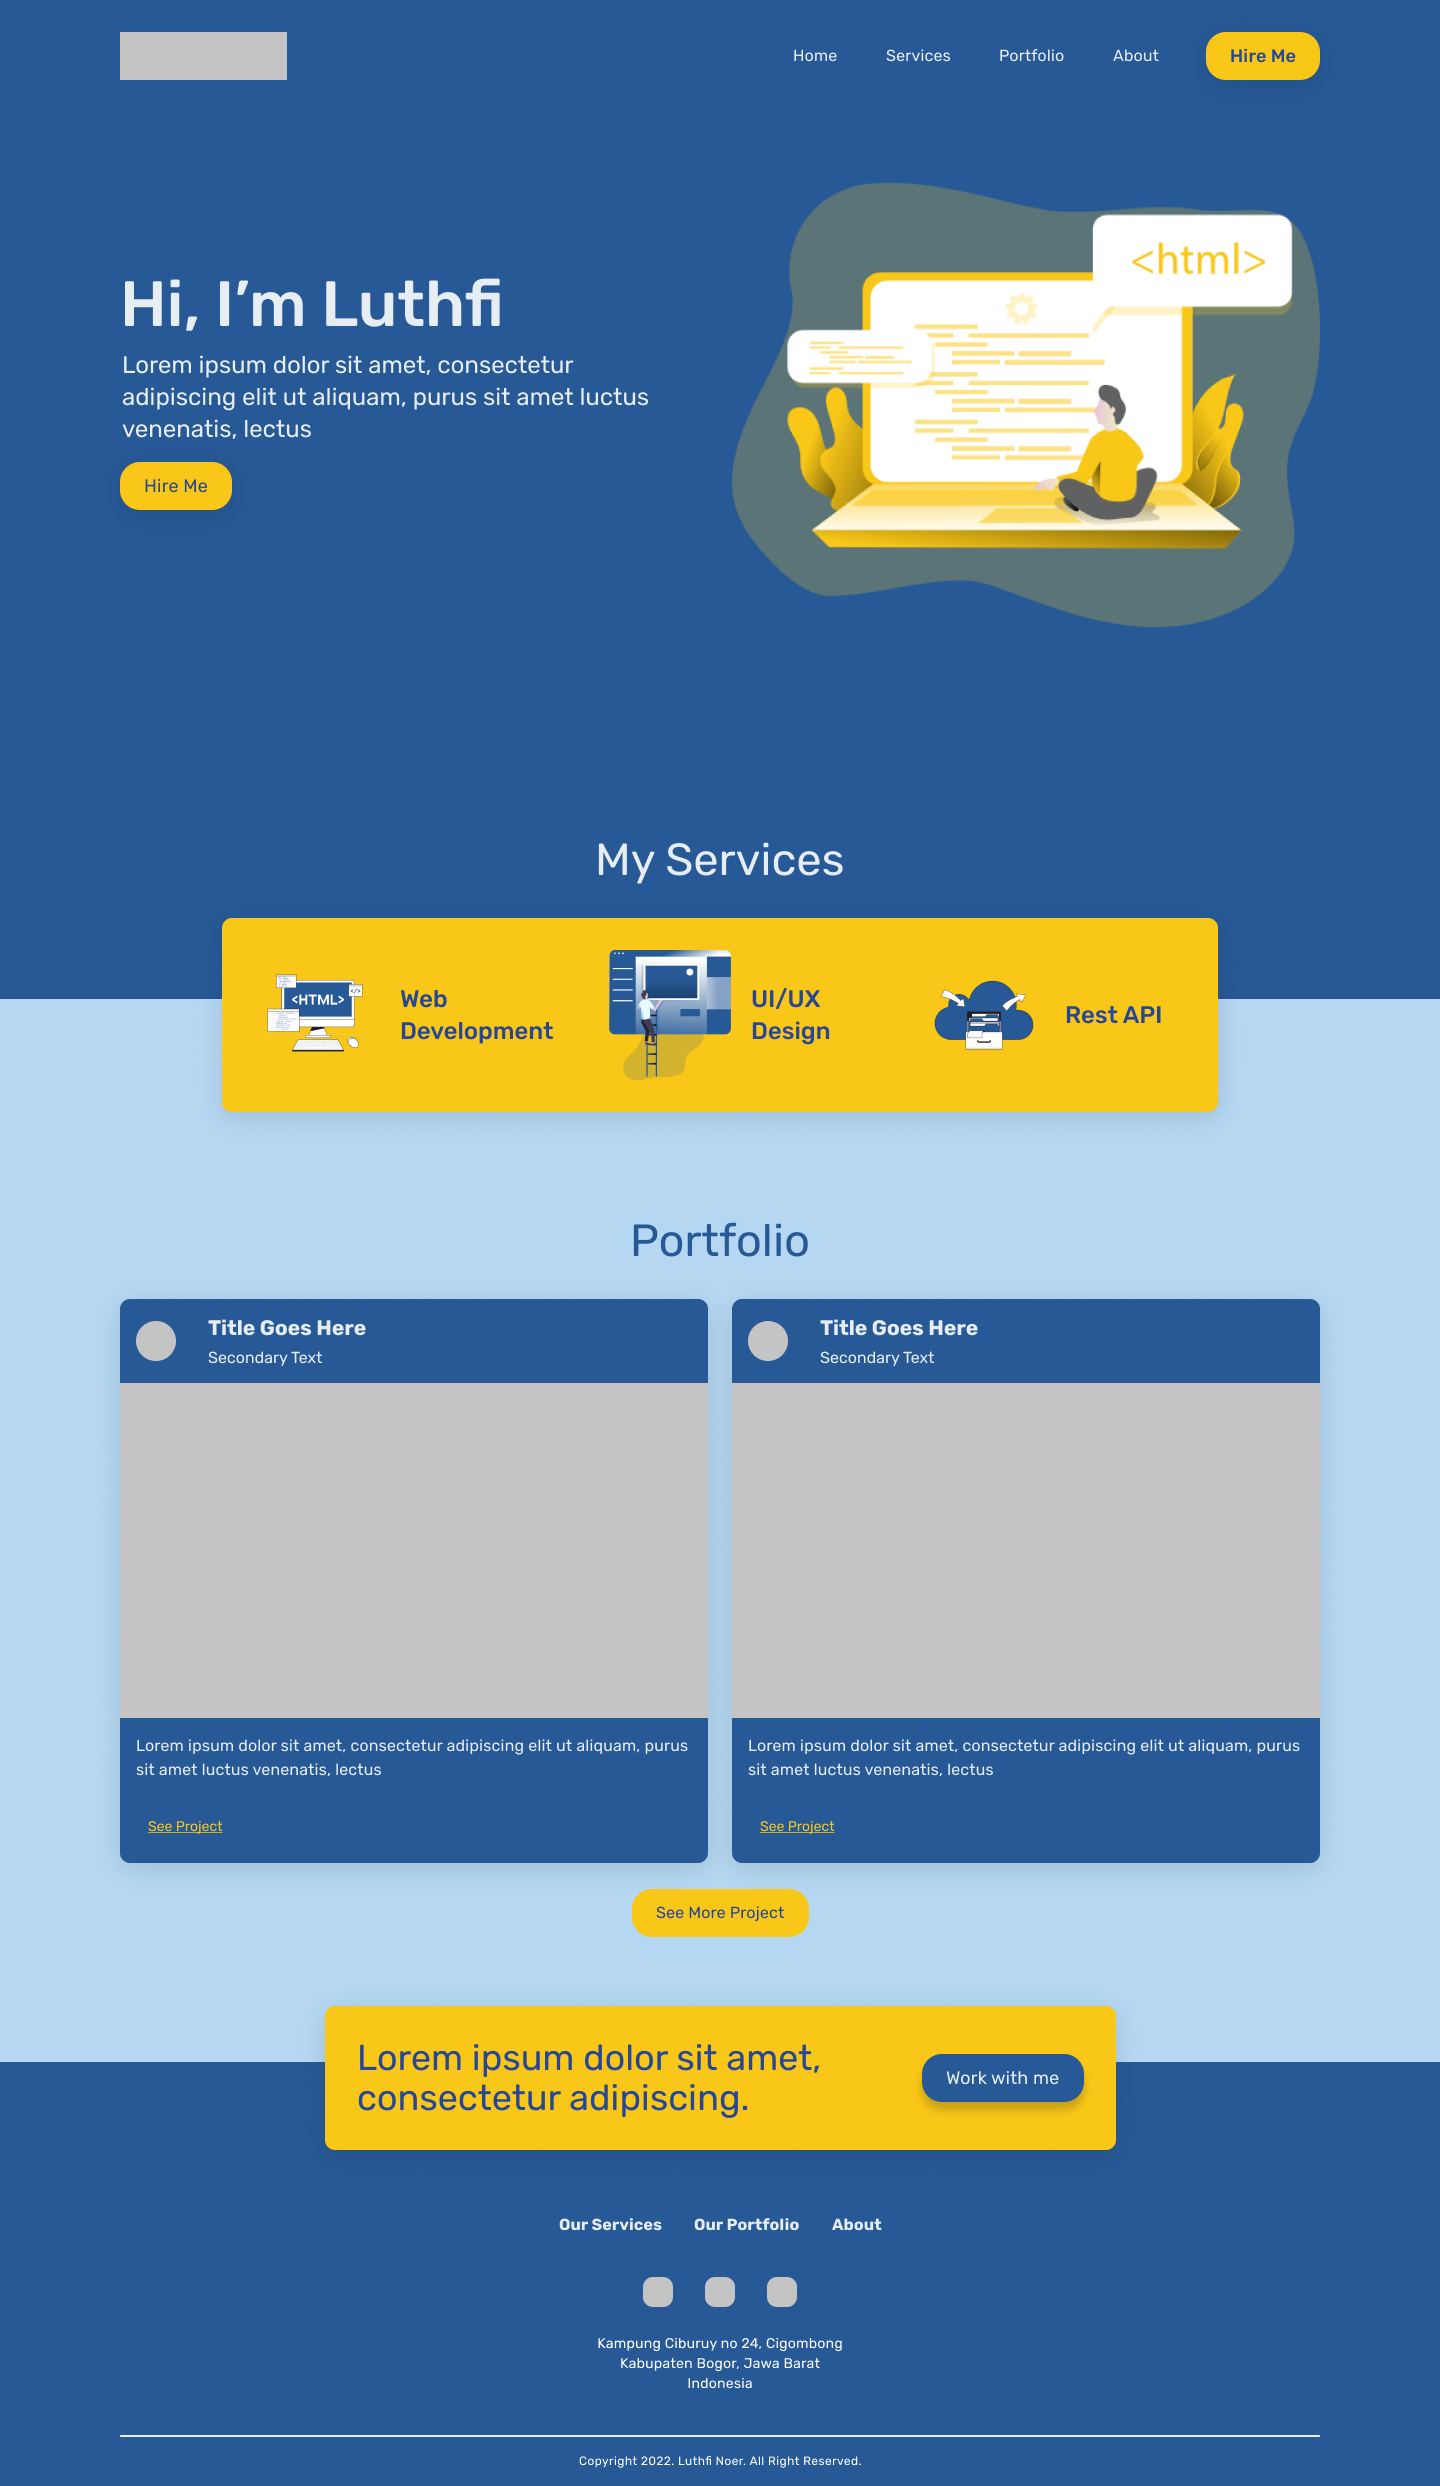 Home Services Portfolio About Hire Me
<html>
Hi, I’m Luthfi
Lorem ipsum dolor sit amet, consectetur
adipiscing elit ut aliquam, purus sit amet luctus
venenatis, lectus
Hire Me
My Services
<HTML>
</>
Web
Development
UI/UX
Design
Rest API
Portfolio
Title Goes Here
Secondary Text
Lorem ipsum dolor sit amet, consectetur adipiscing elit ut aliquam, purus
sit amet luctus venenatis, lectus
See Project
Title Goes Here
Secondary Text
Lorem ipsum dolor sit amet, consectetur adipiscing elit ut aliquam, purus
sit amet luctus venenatis, lectus
See Project
See More Project
Lorem ipsum dolor sit amet,
consectetur adipiscing.
Work with me
Our Services Our Portfolio About
Kampung Ciburuy no 24, Cigombong
Kabupaten Bogor, Jawa Barat
Indonesia
Copyright 2022. Luthfi Noer. All Right Reserved.